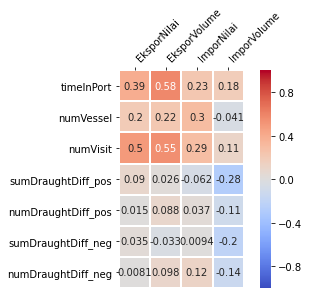 EksporNilai EksporVolume ImporNilai ImporVolume
timeInPort 0.39 0.58 0.23 0.18
numVessel 0.2 0.22 0.3 -0.041
numVisit 0.5 0.55 0.29 0.11
sumDraughtDiff_pos 0.09 0.026 -0.062 -0.28
numDraughtDiff_pos 0.015 0.088 0.037 -0.11
sumDraughtDiff_neg 0.035 -0.033 0.0094 -0.2
numDraughtDiff_neg -0.0081 0.098 0.12 -0.14
0.8
0.4
0.0
-0.4
-0.8